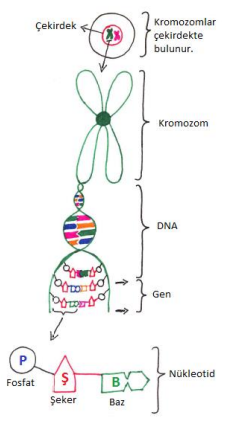 Çekirdek
Kromozomlar
çekirdekte
bulunur.
Kromozom
DNA
Gen
P
Ş
B
Fosfat
Şeker
Baz
Nükleotid